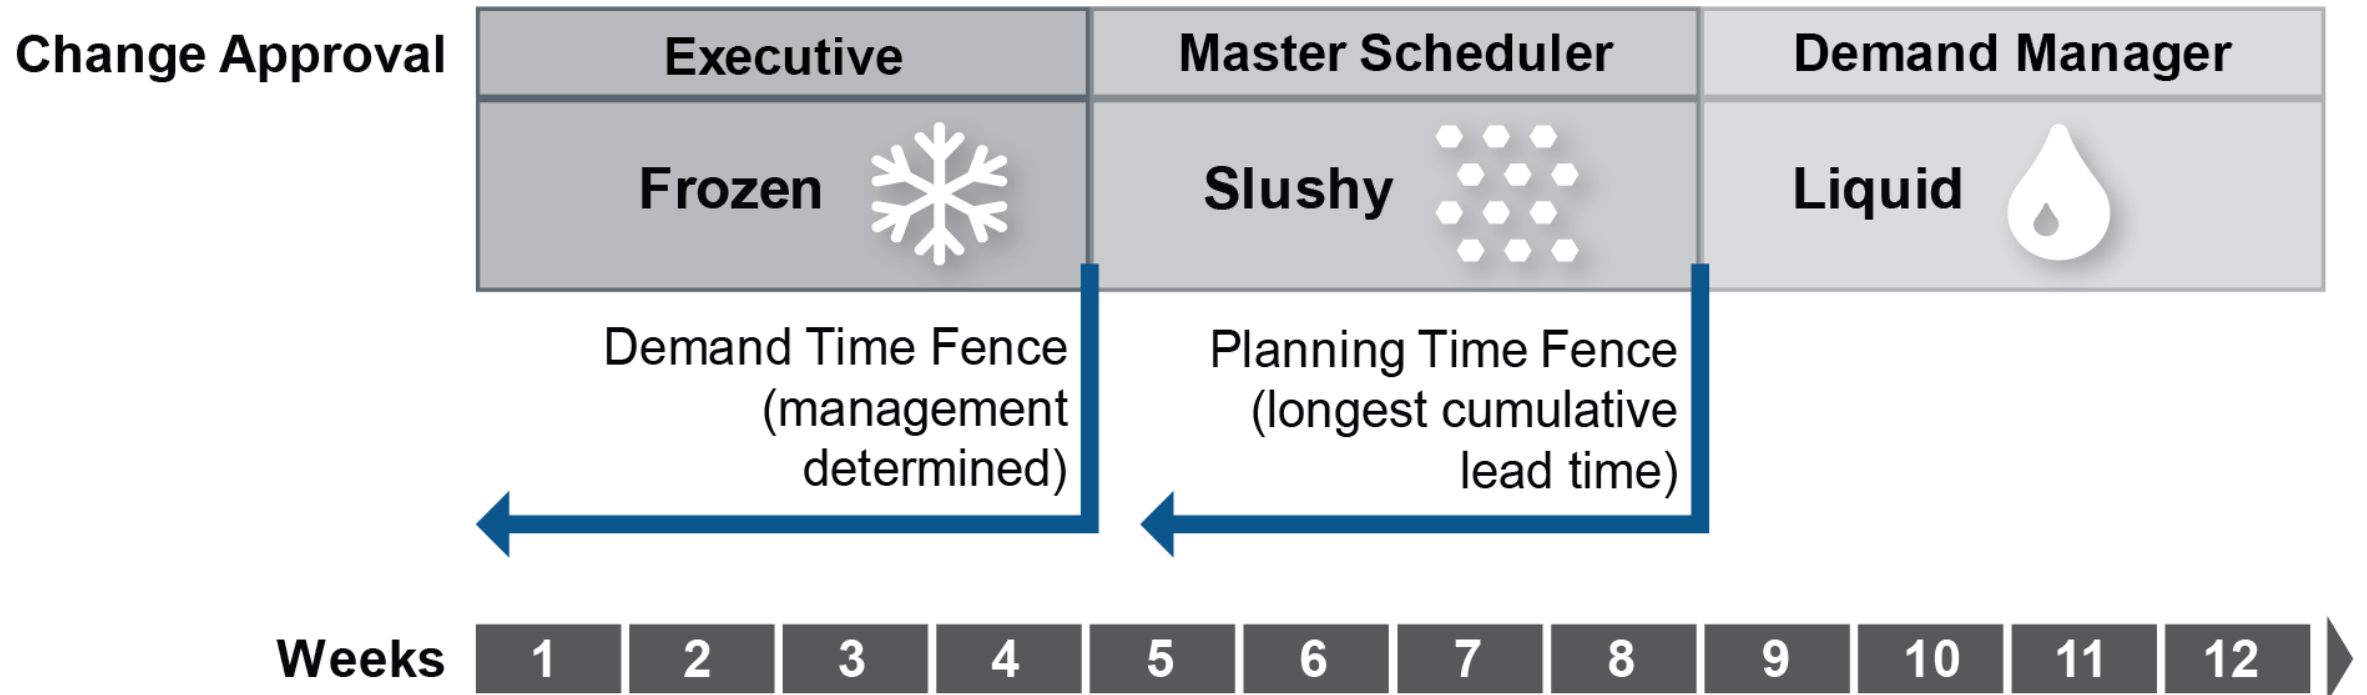 Change Approval
Executive
Master Scheduler
Demand Manager
Frozen
Slushy
Liquid
Demand Time Fence
(management
determined)
Planning Time Fence
(longest cumulative
lead time)
Weeks
1 2 3 4 5 6 7 8 9 10 11 12